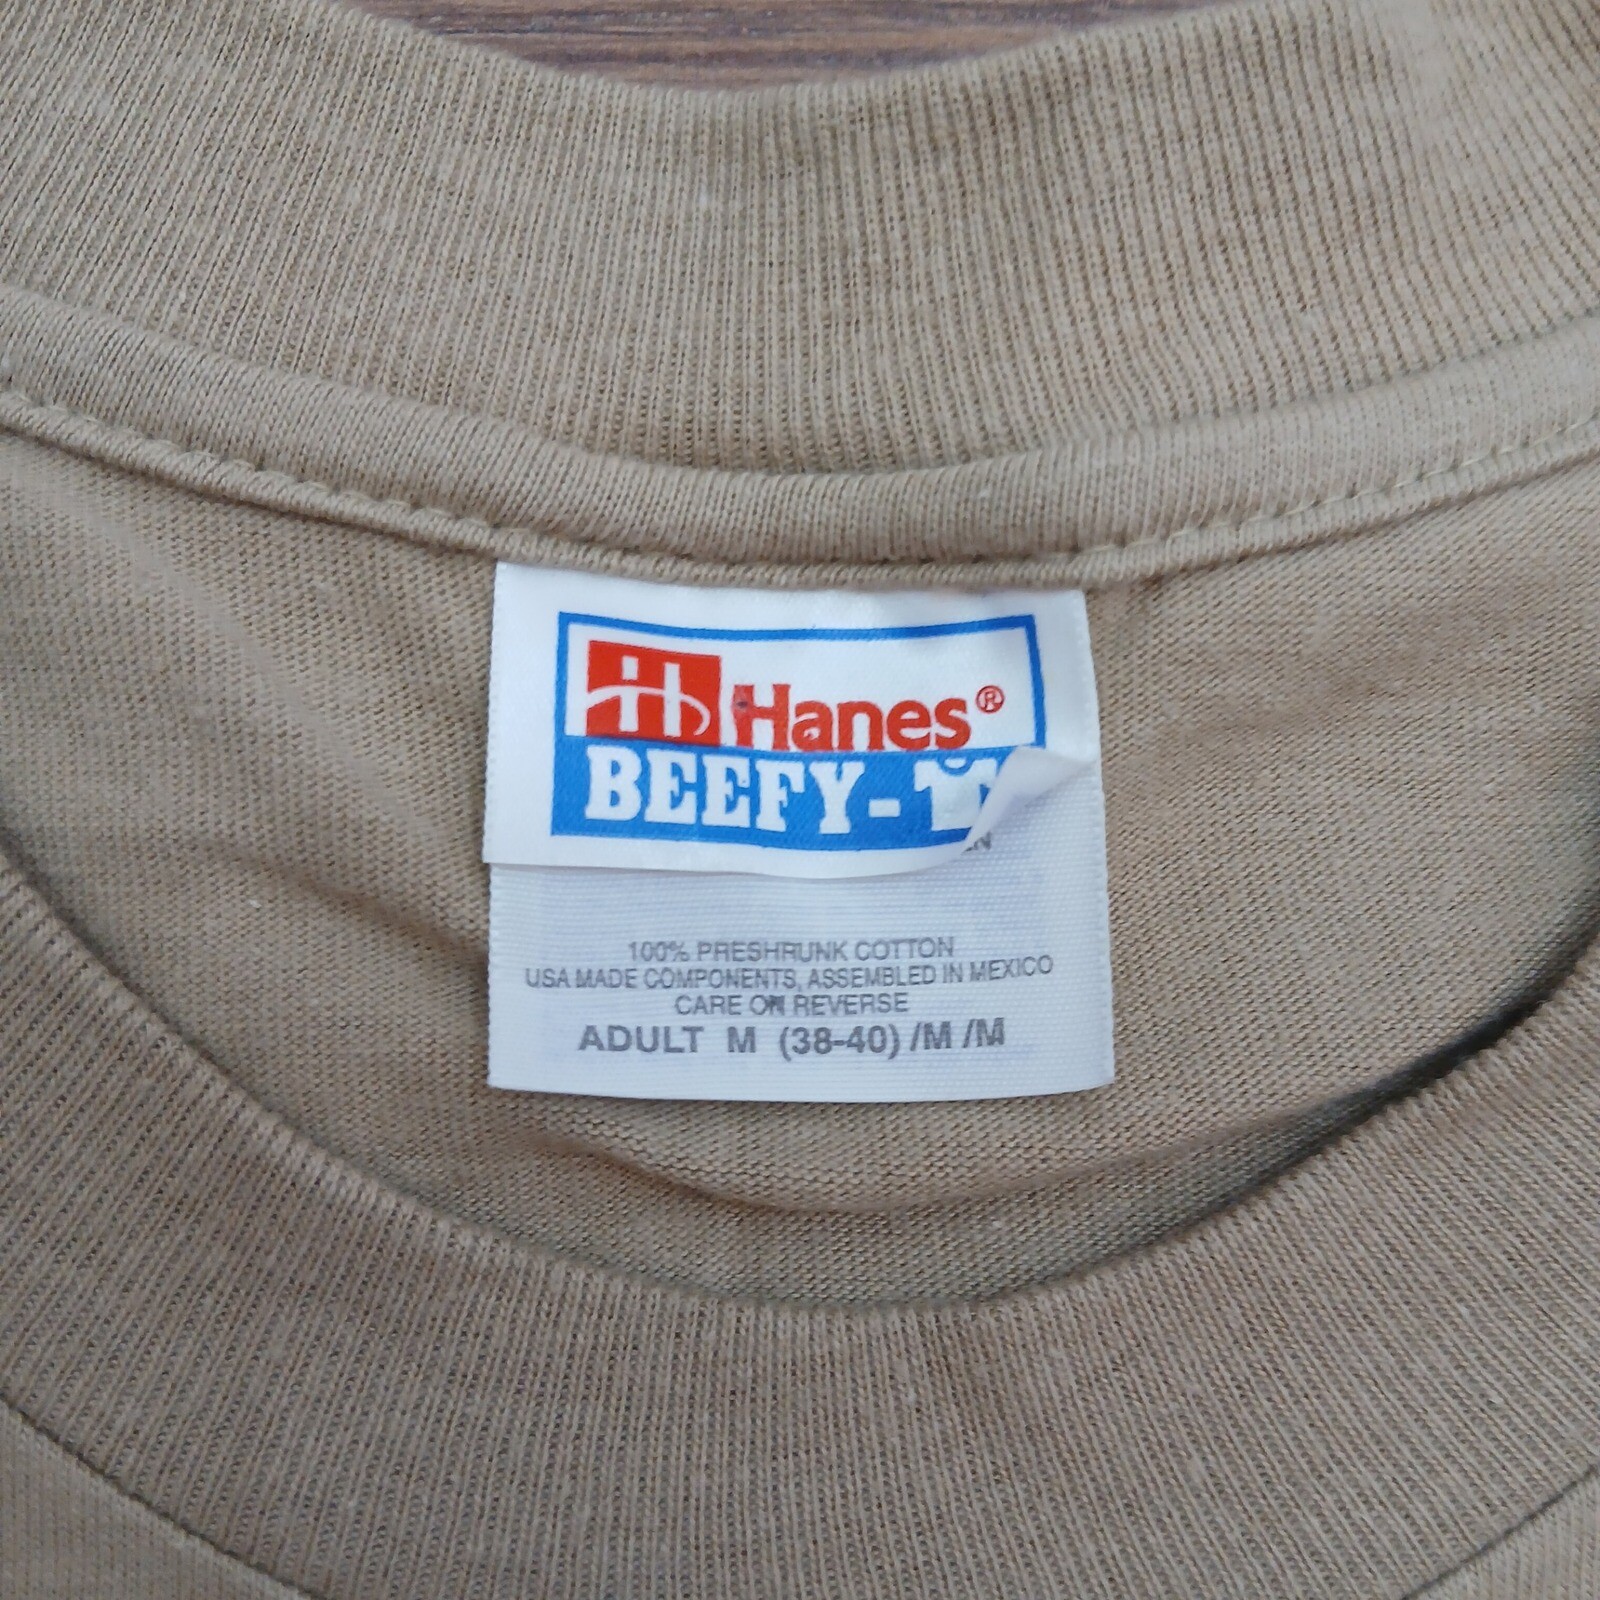 Hanes®
BEEFY-T
100% PRESHRUNK COTTON
USA MADE COMPONENTS, ASSEMBLED IN MEXICO
CARE ON REVERSE
ADULT M (38-40) /M /M